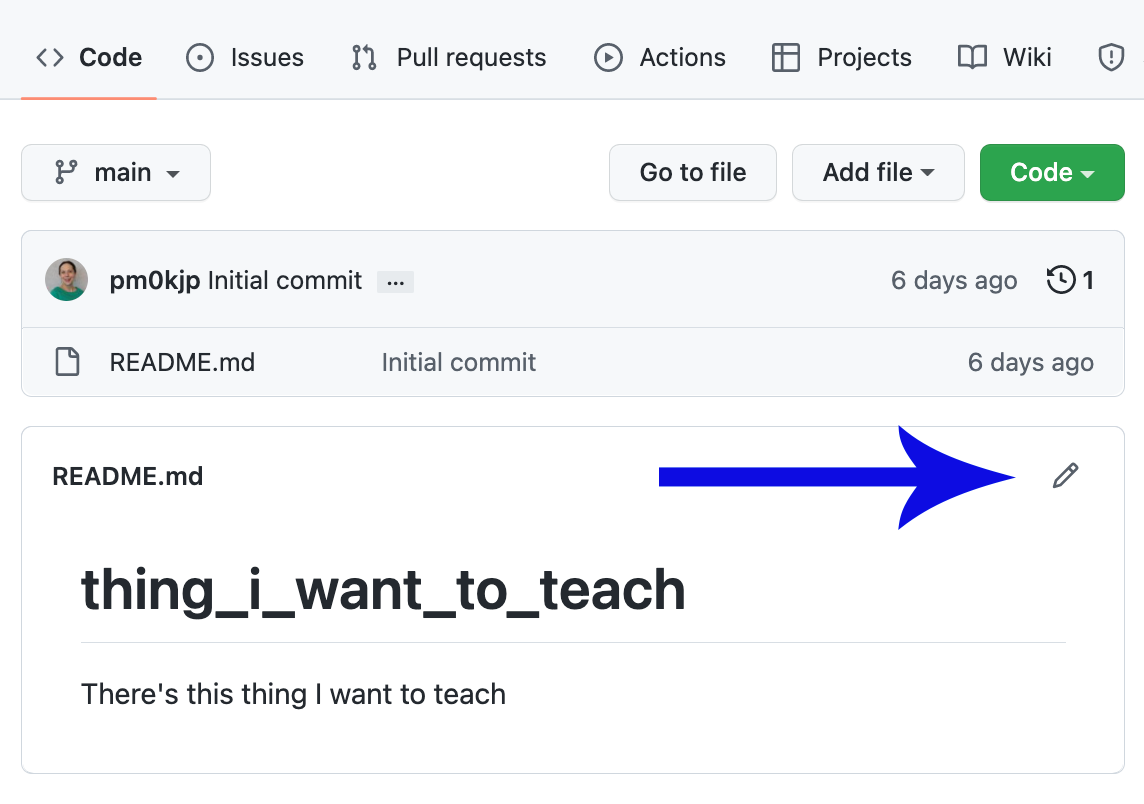 Code Issues Pull requests Actions Projects Wiki
main Go to file Add file Code
pm0kjp Initial commit ... 6 days ago 1
README.md Initial commit 6 days ago
README.md
thing_i_want_to_teach
There's this thing I want to teach